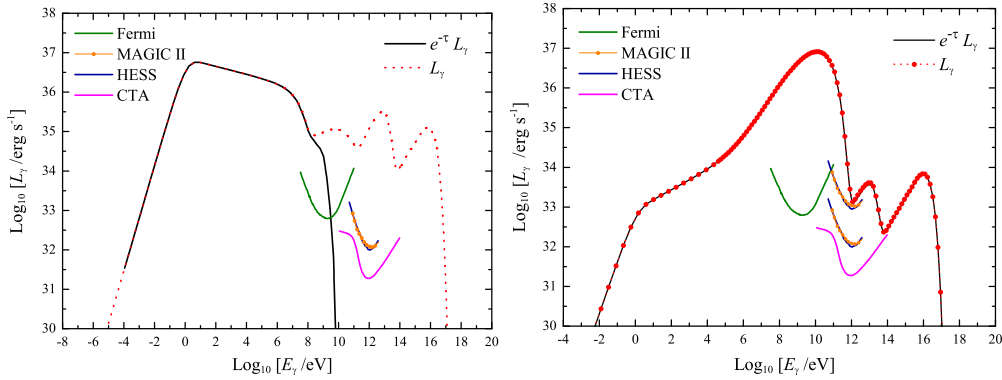 38
37
36
35
34
33
32
31
30
Log₁₀ [Lγ /erg s⁻¹]
Fermi
MAGIC II
HESS
CTA
e^-τ Lγ
Lγ
-8 -6 -4 -2 0 2 4 6 8 10 12 14 16 18 20
Log₁₀ [Eγ /eV]
38
37
36
35
34
33
32
31
30
Log₁₀ [Lγ /erg s⁻¹]
Fermi
MAGIC II
HESS
CTA
e^-τ Lγ
Lγ
-4 -2 0 2 4 6 8 10 12 14 16 18 20
Log₁₀ [Eγ /eV]